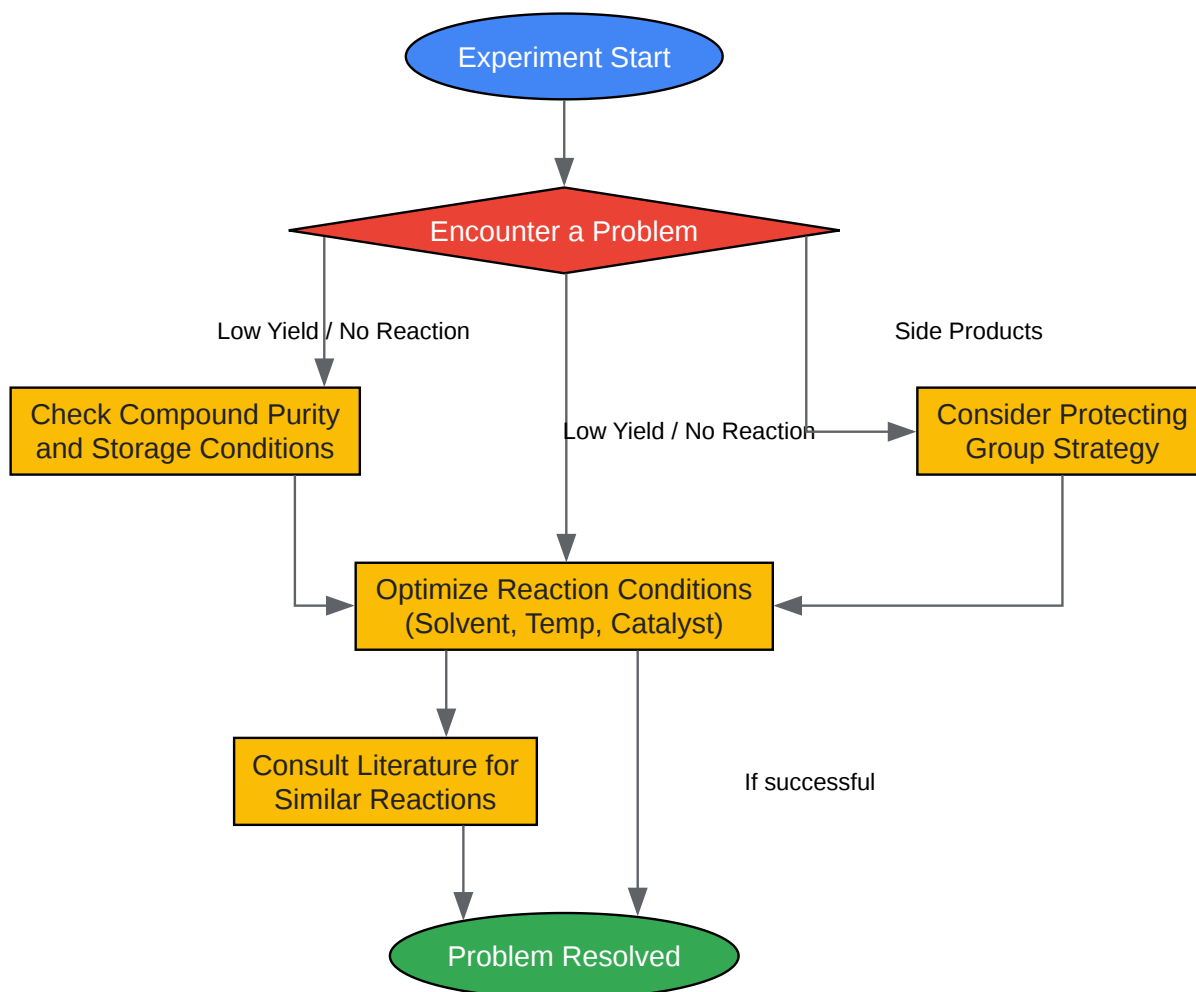 Experiment Start
Encounter a Problem
Low Yield / No Reaction
Side Products
Check Compound Purity
and Storage Conditions
Low Yield / No Reaction
Consider Protecting
Group Strategy
Optimize Reaction Conditions
(Solvent, Temp, Catalyst)
Consult Literature for
Similar Reactions
If successful
Problem Resolved